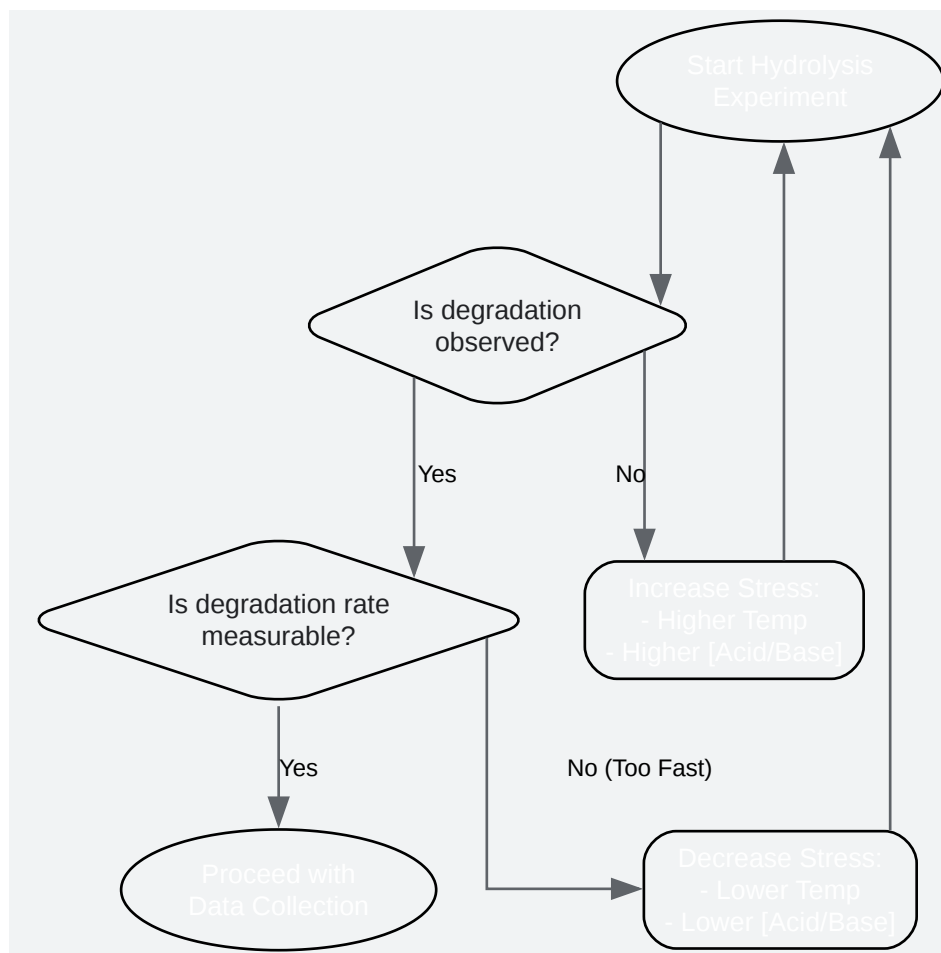 Start Hydrolysis
Experiment
Is degradation
observed?
Yes
No
Is degradation rate
measurable?
Increase Stress:
- Higher Temp
- Higher [Acid/Base]
Yes
No (Too Fast)
Proceed with
Data Collection
Decrease Stress:
- Lower Temp
- Lower [Acid/Base]